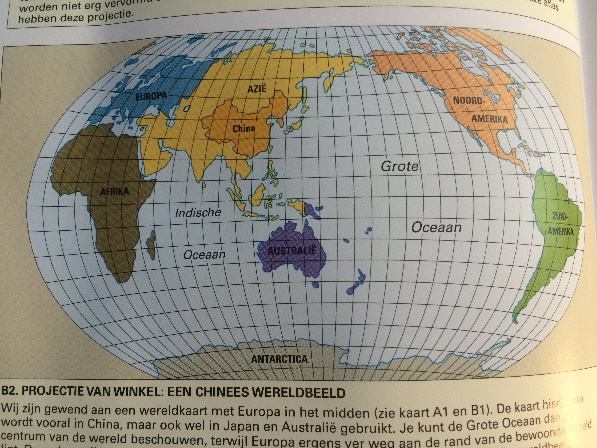 worden niet erg vervormd
hebben deze projectie.
EUROPA
AZIË
China
NOORD-
AMERIKA
AFRIKA
Grote
Indische
Oceaan
Oceaan
ZUID-
AMERIKA
AUSTRALIË
ANTARCTICA
B2. PROJECTIE VAN WINKEL: EEN CHINEES WERELDBEELD
Wij zijn gewend aan een wereldkaart met Europa in het midden (zie kaart A1 en B1). De kaart
wordt vooral in China, maar ook wel in Japan en Australië gebruikt. Je kunt de Grote Oceaan
centrum van de wereld beschouwen, terwijl Europa ergens ver weg aan de rand van de